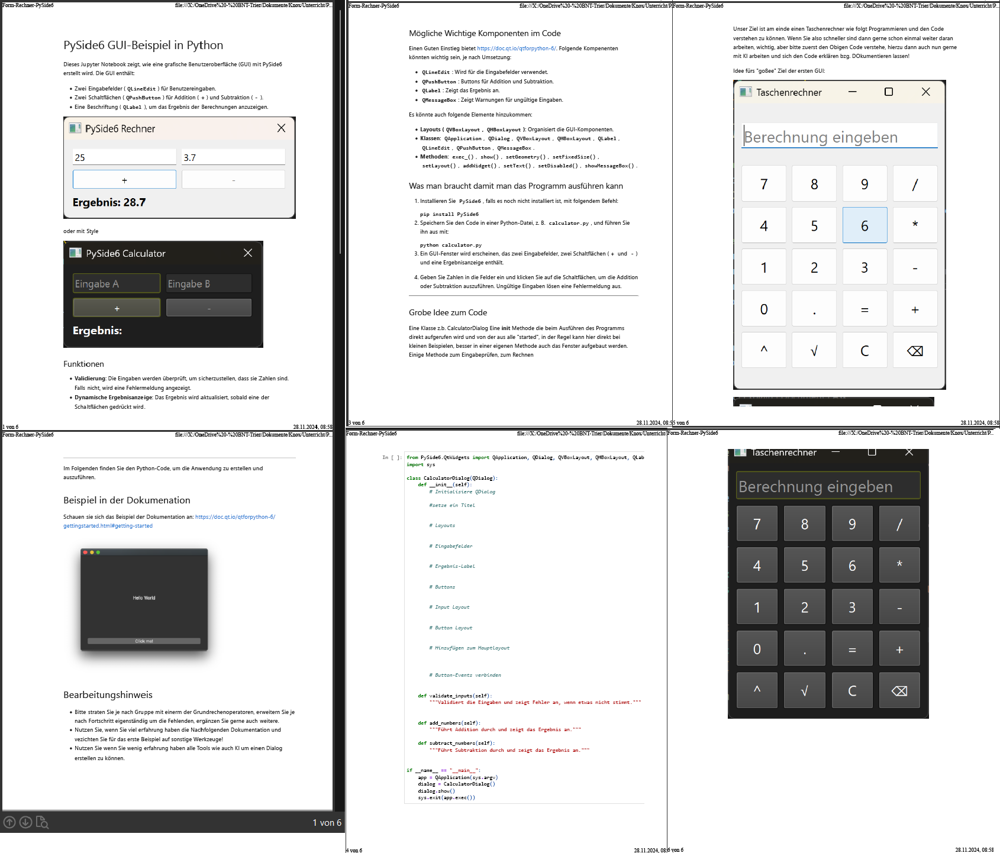 Form-Rechner-PySide6
file:///X:/OneDrive%20-%20BNT-Trier/Dokumente/Knox/Unterricht/P...
PySide6 GUI-Beispiel in Python
Dieses Jupyter Notebook zeigt, wie eine grafische Benutzeroberfläche (GUI) mit PySide6
erstellt wird. Die GUI enthält:
• Zwei Eingabefelder ( QLineEdit ) für Benutzereingaben.
• Zwei Schaltflächen ( QPushButton ) für Addition ( + ) und Subtraktion ( - ).
• Eine Beschriftung ( QLabel ), um das Ergebnis der Berechnungen anzuzeigen.
PySide6 Rechner
25
3.7
+
-
Ergebnis: 28.7
oder mit Style
PySide6 Calculator
Eingabe A
Eingabe B
+
-
Ergebnis:
Funktionen
• Validierung: Die Eingaben werden überprüft, um sicherzustellen, dass sie Zahlen sind.
Falls nicht, wird eine Fehlermeldung angezeigt.
• Dynamische Ergebnisanzeige: Das Ergebnis wird aktualisiert, sobald eine der
Schaltflächen gedrückt wird.
1 von 6
28.11.2024, 08:58
Form-Rechner-PySide6
file:///X:/OneDrive%20-%20BNT-Trier/Dokumente/Knox/Unterricht/P...
Im Folgenden finden Sie den Python-Code, um die Anwendung zu erstellen und
auszuführen.
Beispiel in der Dokumenation
Schauen sie sich das Beispiel der Dokumentation an: https://doc.qt.io/qtforpython-6/
gettingstarted.html#getting-started
Hello World
Click me!
Bearbeitungshinweis
• Bitte straten Sie je nach Gruppe mit einerm der Grundrechenoperatoren, erweitern Sie je
nach Fortschritt eigenständig um die Fehlenden, ergänzen Sie gerne auch weitere.
• Nutzen Sie, wenn Sie viel erfahrung haben die Nachfolgenden Dokumentation und
vezichten Sie für das erste Beispiel auf sonstige Werkzeuge!
• Nutzen Sie wenn Sie wenig erfahrung haben alle Tools wie auch KI um einen Dialog
erstellen zu können.
1 von 6
Form-Rechner-PySide6
file:///X:/OneDrive%20-%20BNT-Trier/Dokumente/Knox/Unterricht/P
Mögliche Wichtige Komponenten im Code
Einen Guten Einstieg bietet https://doc.qt.io/qtforpython-6/. Folgende Kompenenten
könnten wichtig sein, je nach Umsetzung:
• QLineEdit : Wird für die Eingabefelder verwendet.
• QPushButton : Buttons für Addition und Subtraktion.
• QLabel : Zeigt das Ergebnis an.
• QMessageBox : Zeigt Warnungen für ungültige Eingaben.
Es könnte auch folgende Elemente hinzukommen:
• Layouts ( QVBoxLayout , QHBoxLayout ): Organisiert die GUI-Komponenten.
• Klassen: QApplication , QDialog , QVBoxLayout , QHBoxLayout , QLabel ,
QLineEdit , QPushButton , QMessageBox .
• Methoden: exec_() , show() , setGeometry() , setFixedSize() ,
setLayout() , addWidget() , setText() , setDisabled() , showMessageBox() .
Was man braucht damit man das Programm ausführen kann
1. Installieren Sie PySide6 , falls es noch nicht installiert ist, mit folgendem Befehl:
pip install PySide6
2. Speichern Sie den Code in einer Python-Datei, z. B. calculator.py , und führen Sie
ihn aus mit:
python calculator.py
3. Ein GUI-Fenster wird erscheinen, das zwei Eingabefelder, zwei Schaltflächen ( + und - )
und eine Ergebnisanzeige enthält.
4. Geben Sie Zahlen in die Felder ein und klicken Sie auf die Schaltflächen, um die Addition
oder Subtraktion auszuführen. Ungültige Eingaben lösen eine Fehlermeldung aus.
Grobe Idee zum Code
Eine Klasse z.b. CalculatorDialog Eine init Methode die beim Ausführen des Programms
direkt aufgerufen wird und von der aus alle "started", in der Regel kann hier direkt bei
kleinen Beispielen, besser in einer eigenen Methode auch das Fenster aufgebaut werden.
Einige Methode zum Eingabeprüfen, zum Rechnen
3 von 6
28.11.2024, 08:5
Form-Rechner-PySide6
file:///X:/OneDrive%20-%20BNT-Trier/Dokumente/Knox/Unterricht/
In [ ]:
from PySide6.QtWidgets import QApplication, QDialog, QVBoxLayout, QHBoxLayout, QLab
import sys
class CalculatorDialog(QDialog):
def __init__(self):
# Initialisiere QDialog
#setze ein Titel
# Layouts
# Eingabefelder
# Ergebnis-Label
# Buttons
# Input Layout
# Button Layout
# Hinzufügen zum Hauptlayout
# Button-Events verbinden
def validate_inputs(self):
"""Validiert die Eingaben und zeigt Fehler an, wenn etwas nicht stimmt."""
def add_numbers(self):
"""Führt Addition durch und zeigt das Ergebnis an."""
def subtract_numbers(self):
"""Führt Subtraktion durch und zeigt das Ergebnis an."""
if __name__ == "__main__":
app = QApplication(sys.argv)
dialog = CalculatorDialog()
dialog.show()
sys.exit(app.exec())
4 von 6
28.11.2024, 08:
Form-Rechner-PySide6
file:///X:/OneDrive%20-%20BNT-Trier/Dokumente/Knox/Unterricht/P...
Unser Ziel ist am einde einen Taschenrechner wie folgt Programmieren und den Code
verstehen zu können. Wenn Sie also schneller sind dann gerne schon einmal weiter daran
arbeiten, wichtig, aber bitte zuerst den Obigen Code verstehe, hierzu dann auch nun gerne
mit KI arbeiten und sich den Code erklären bzg. DOkumentieren lassen!
Idee fürs "goßee" Ziel der ersten GUI:
Taschenrechner
Berechnung eingeben
7 8 9 /
4 5 6 *
1 2 3 -
0 . = +
^ √ C ⌫
5 von 6
28.11.2024, 08:58
Form-Rechner-PySide6
file:///X:/OneDrive%20-%20BNT-Trier/Dokumente/Knox/Unterricht/P...
Taschenrechner
Berechnung eingeben
7 8 9 /
4 5 6 *
1 2 3 -
0 . = +
^ √ C ⌫
6 von 6
28.11.2024, 08:58